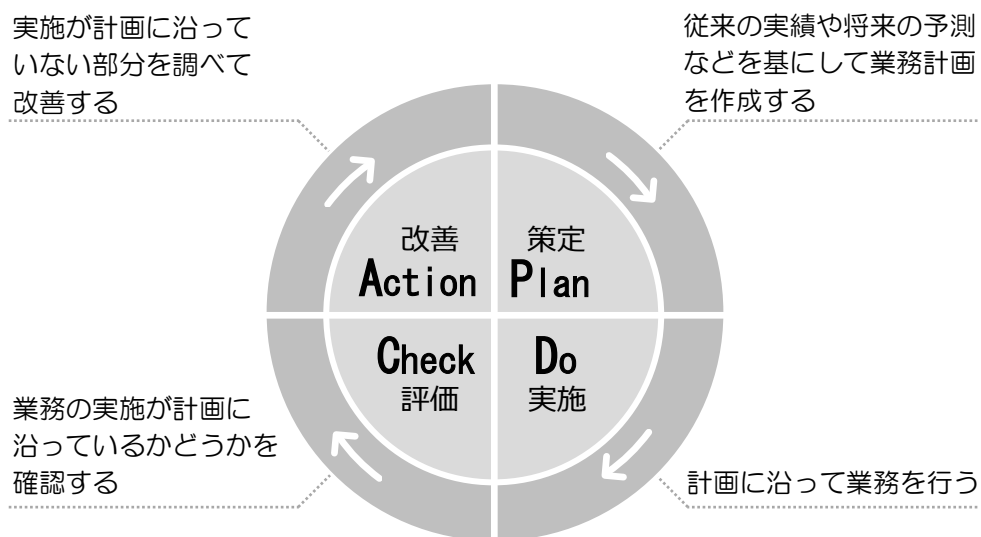 実施が計画に沿って
いない部分を調べて
改善する
従来の実績や将来の予測
などを基にして業務計画
を作成する
改善
Action
策定
Plan
Check
評価
Do
実施
業務の実施が計画に
沿っているかどうかを
確認する
計画に沿って業務を行う